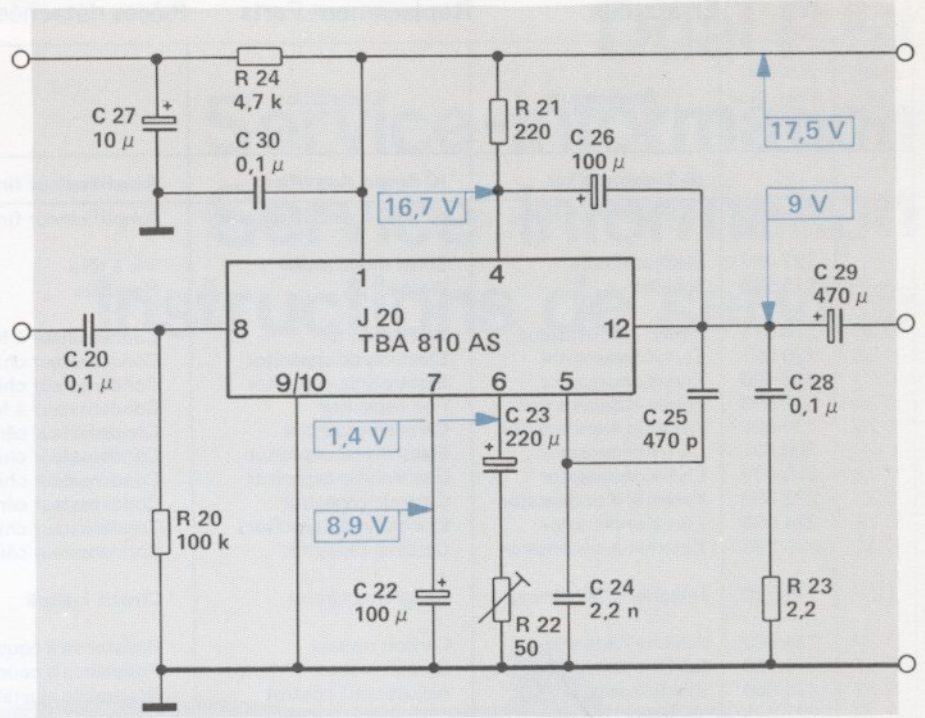 R 24
4,7 k
C 27
10 µ
C 30
0,1 µ
R 21
220
C 26
100 µ
17,5 V
16,7 V
9 V
1
4
J 20
TBA 810 AS
8
12
9/10
7
6
5
C 29
470 µ
C 20
0,1 µ
C 23
220 µ
C 25
470 p
C 28
0,1 µ
1,4 V
8,9 V
R 20
100 k
C 22
100 µ
R 22
50
C 24
2,2 n
R 23
2,2
+
+
+
+
+